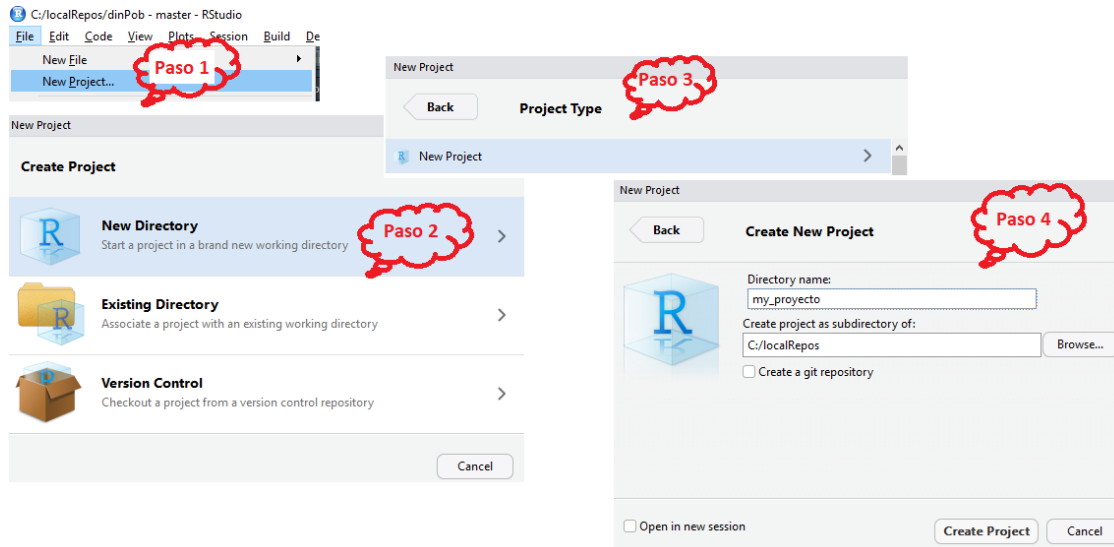 C:/localRepos/dinPob - master - RStudio
File Edit Code View Plots Session Build De
New File
New Project...
Paso 1
New Project
Create Project
New Directory
Start a project in a brand new working directory
Paso 2
Existing Directory
Associate a project with an existing working directory
Version Control
Checkout a project from a version control repository
Cancel
New Project
Paso 3
Back
Project Type
New Project
New Project
Paso 4
Back
Create New Project
Directory name:
my_proyecto
Create project as subdirectory of:
C:/localRepos
Browse...
Create a git repository
Open in new session
Create Project
Cancel